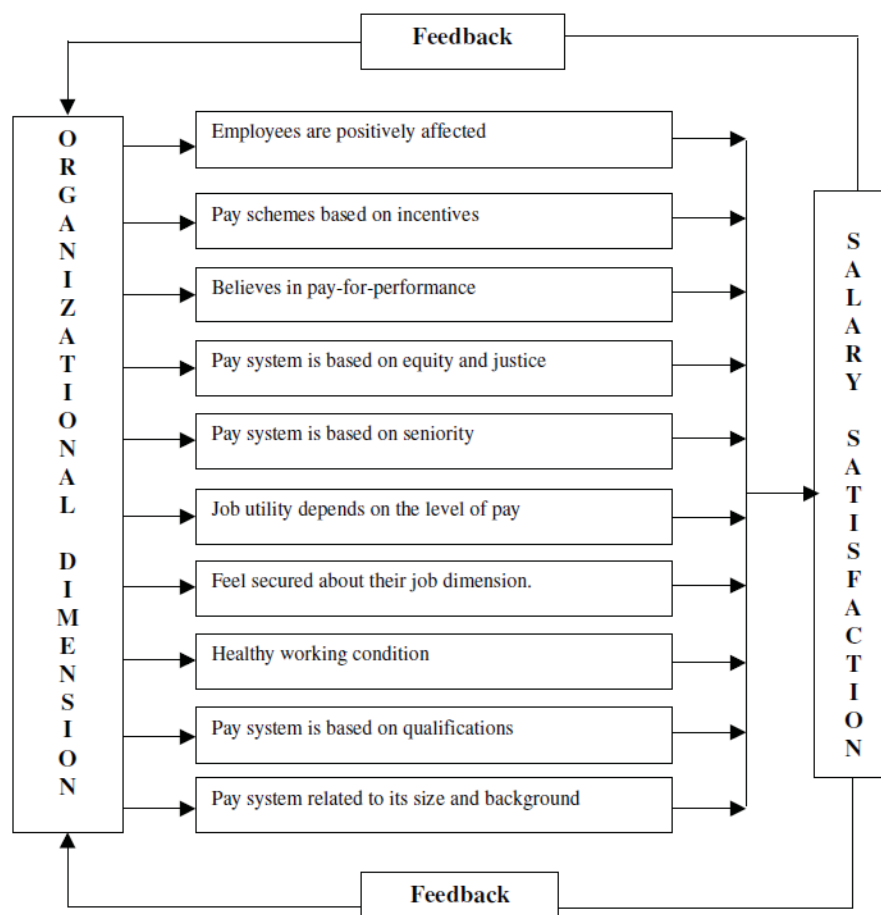 Feedback
ORGANIZATIONAL DIMENSION
Employees are positively affected
Pay schemes based on incentives
Believes in pay-for-performance
Pay system is based on equity and justice
Pay system is based on seniority
Job utility depends on the level of pay
Feel secured about their job dimension.
Healthy working condition
Pay system is based on qualifications
Pay system related to its size and background
SALARY SATISFACTION
Feedback